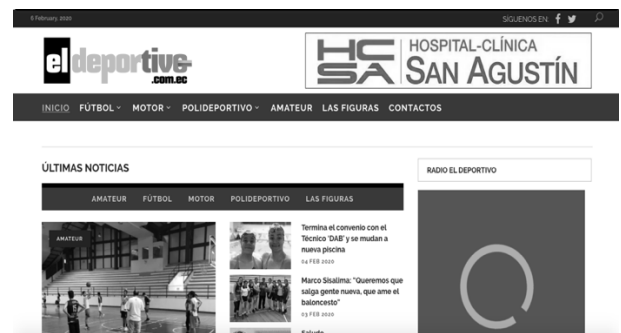 6 February, 2020
SÍGUENOS EN:
eldeportivo
.com.ec
HCSA
HOSPITAL-CLÍNICA
SAN AGUSTÍN
INICIO FÚTBOL MOTOR POLIDEPORTIVO AMATEUR LAS FIGURAS CONTACTOS
ÚLTIMAS NOTICIAS
RADIO EL DEPORTIVO
AMATEUR FÚTBOL MOTOR POLIDEPORTIVO LAS FIGURAS
AMATEUR
Termina el convenio con el
Técnico 'DAB' y se mudan a
nueva piscina
04 FEB 2020
Marco Sisalima: "Queremos que
salga gente nueva, que ame el
baloncesto"
03 FEB 2020